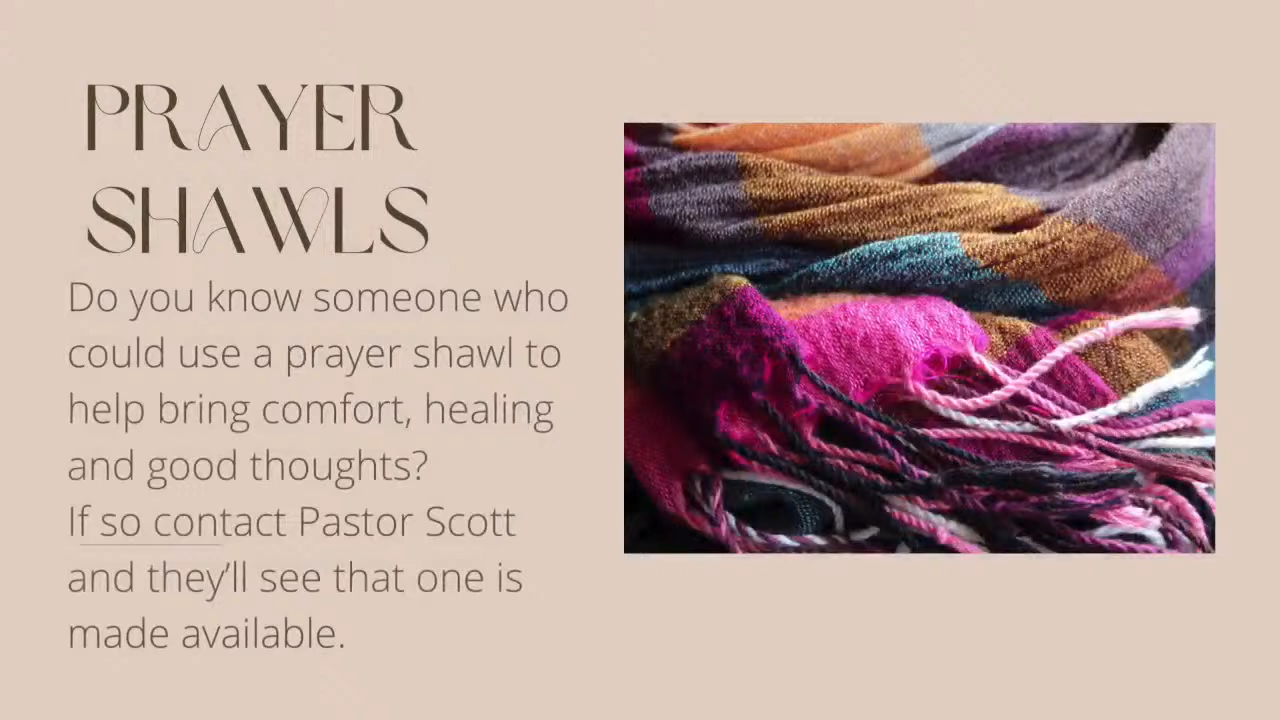 PRAYER
SHAWLS
Do you know someone who
could use a prayer shawl to
help bring comfort, healing
and good thoughts?
If so contact Pastor Scott
and they’ll see that one is
made available.